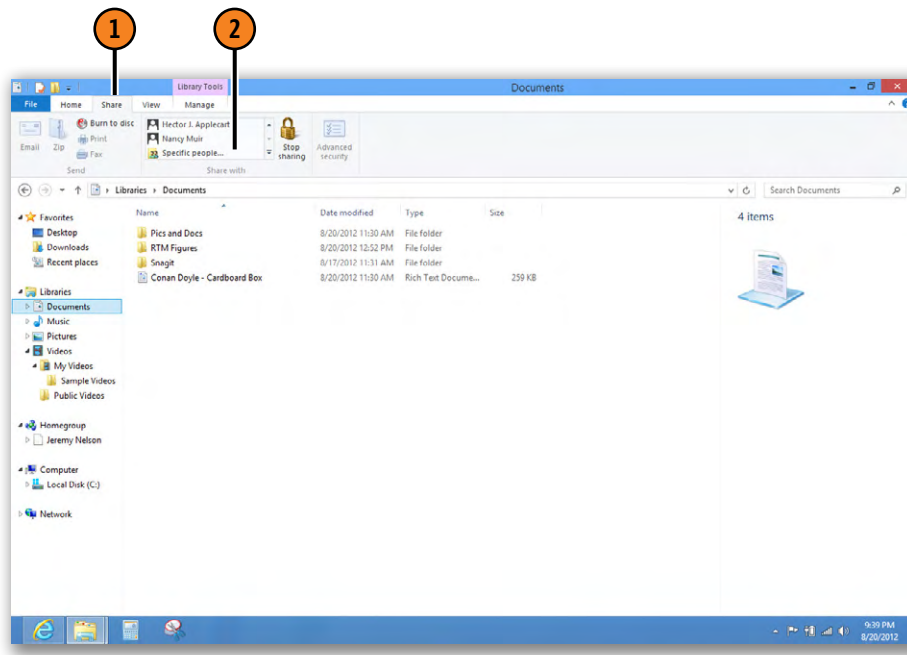 1 2
Library Tools Documents
File Home Share View Manage
Email Zip Burn to disc Print Fax
Hector J. Applecart
Nancy Muir
Specific people...
Stop sharing
Advanced security
Send Share with
Libraries Documents Search Documents
Favorites
Desktop
Downloads
Recent places
Libraries
Documents
Music
Pictures
Videos
My Videos
Sample Videos
Public Videos
Homegroup
Jeremy Nelson
Computer
Local Disk (C:)
Network
Name Date modified Type Size
Pics and Docs 8/20/2012 11:30 AM File folder
RTM Figures 8/20/2012 12:52 PM File folder
Snagit 8/17/2012 11:31 AM File folder
Conan Doyle - Cardboard Box 8/20/2012 11:30 AM Rich Text Docume... 259 KB
4 items
9:39 PM
8/20/2012